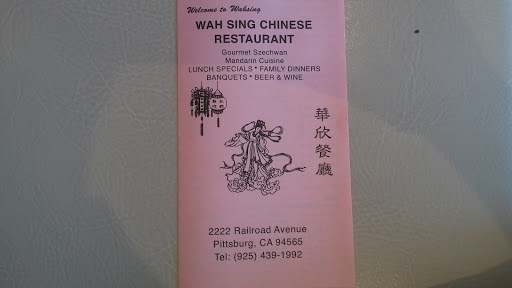 Welcome to Wahsing
WAH SING CHINESE
RESTAURANT
Gourmet Szechwan
Mandarin Cuisine
LUNCH SPECIALS * FAMILY DINNERS
BANQUETS * BEER & WINE
華欣餐廳
2222 Railroad Avenue
Pittsburg, CA 94565
Tel: (925) 439-1992